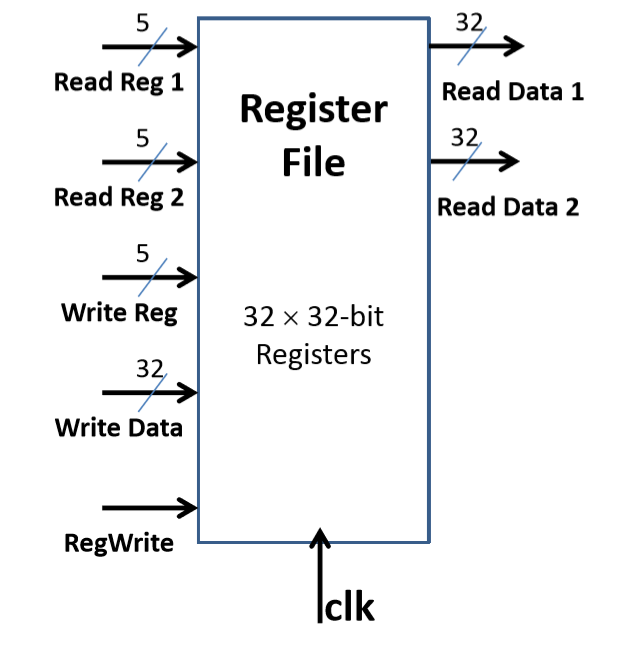 5
Read Reg 1
5
Read Reg 2
5
Write Reg
32
Write Data
RegWrite
Register
File
32 × 32-bit
Registers
clk
32
Read Data 1
32
Read Data 2